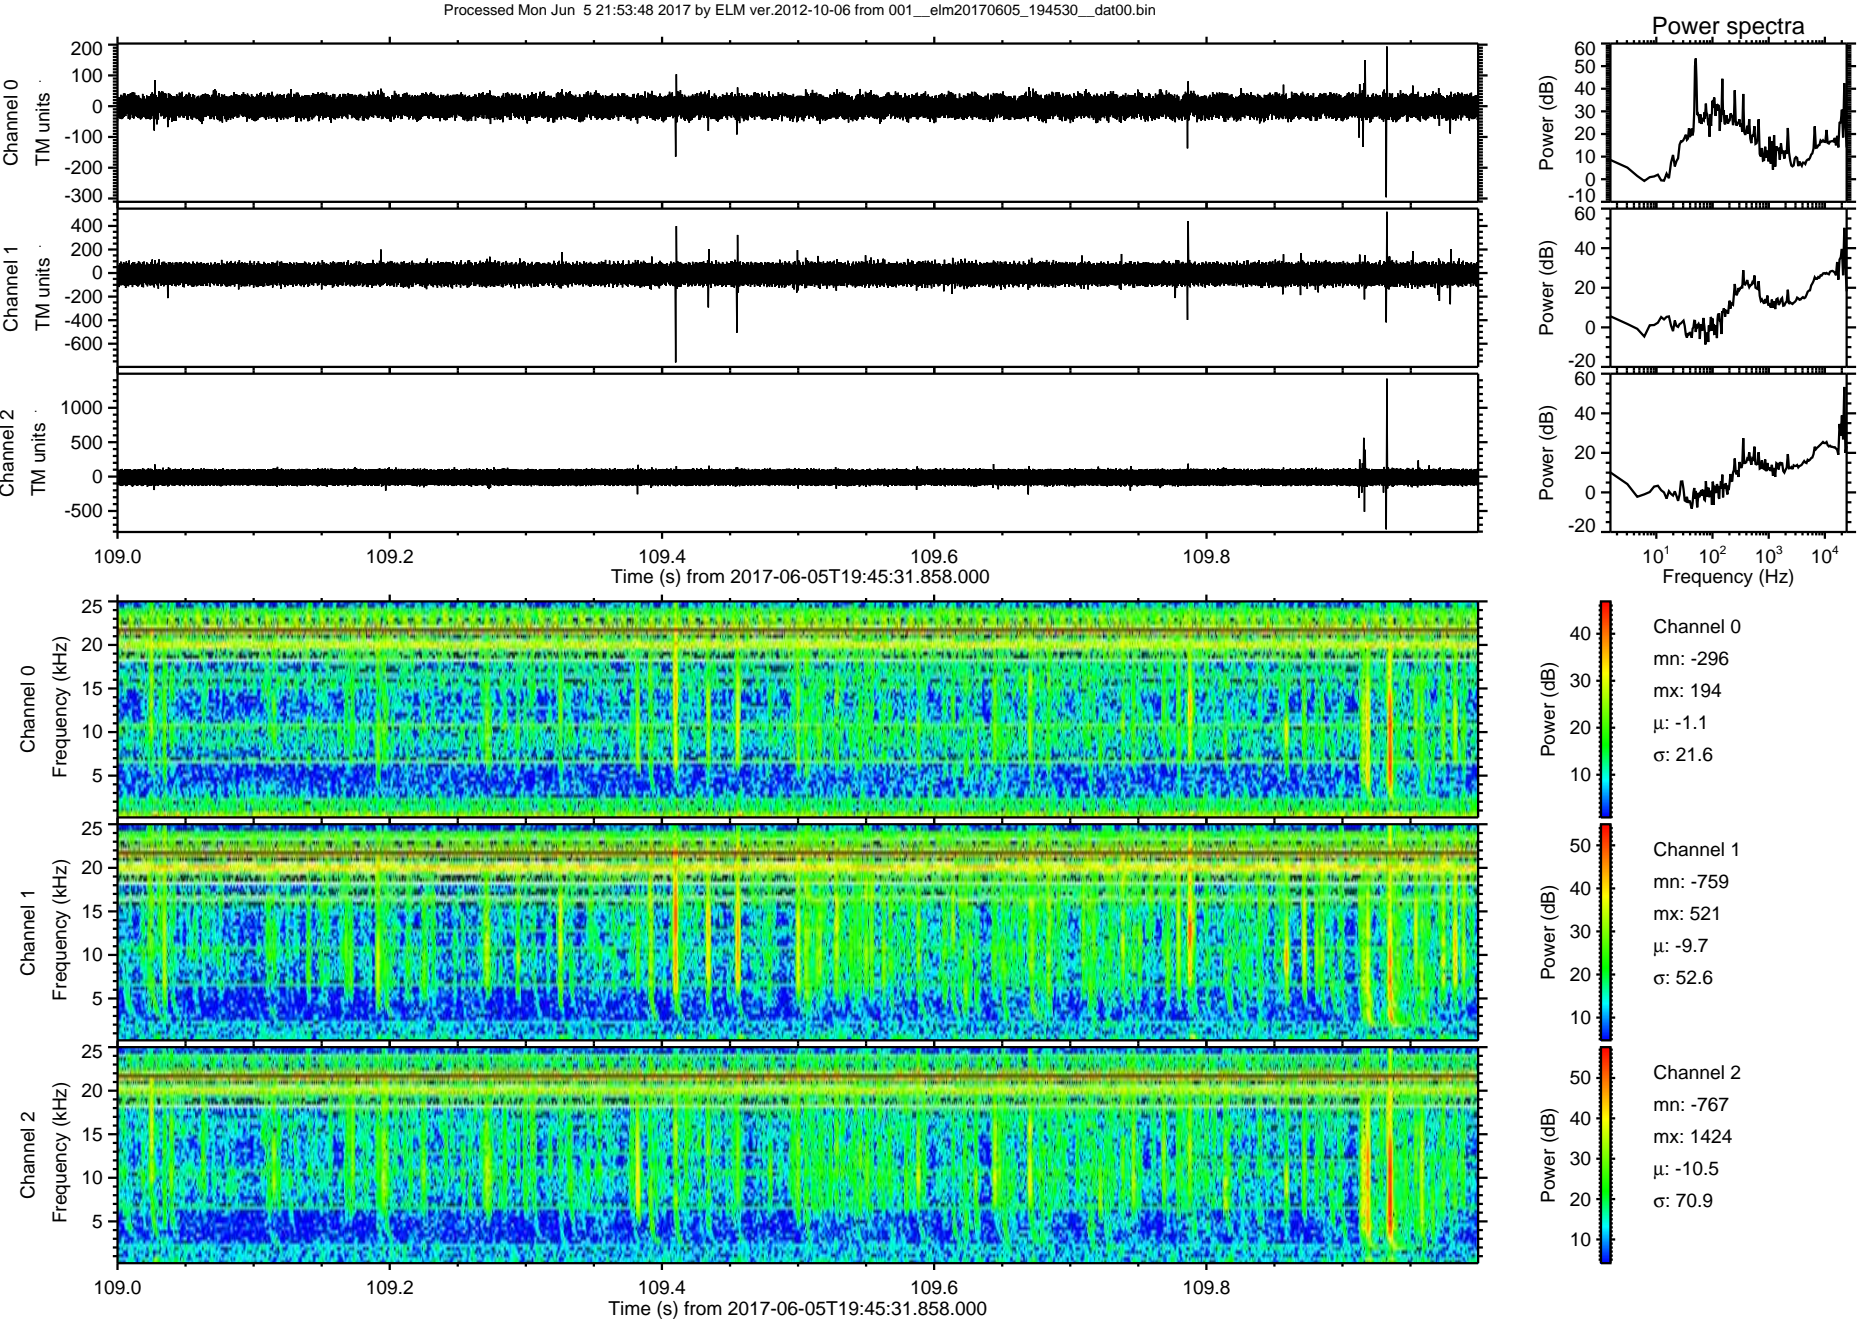 Processed Mon Jun  5 21:53:48 2017 by ELM ver.2012-10-06 from 001__elm20170605_194530__dat00.bin
Power spectra
Channel 0
TM units
200
100
0
-100
-200
-300
Power (dB)
60
50
40
30
20
10
0
-10
Channel 1
TM units
400
200
0
-200
-400
-600
Power (dB)
60
40
20
0
-20
Channel 2
TM units
1000
500
0
-500
Power (dB)
60
40
20
0
-20
109.0 109.2 109.4 109.6 109.8
Time (s) from 2017-06-05T19:45:31.858.000
10^1 10^2 10^3 10^4
Frequency (Hz)
Channel 0
Frequency (kHz)
25
20
15
10
5
Power (dB)
40
30
20
10
Channel 0
mn: -296
mx: 194
μ: -1.1
σ: 21.6
Channel 1
Frequency (kHz)
25
20
15
10
5
Power (dB)
50
40
30
20
10
Channel 1
mn: -759
mx: 521
μ: -9.7
σ: 52.6
Channel 2
Frequency (kHz)
25
20
15
10
5
Power (dB)
50
40
30
20
10
Channel 2
mn: -767
mx: 1424
μ: -10.5
σ: 70.9
109.0 109.2 109.4 109.6 109.8
Time (s) from 2017-06-05T19:45:31.858.000